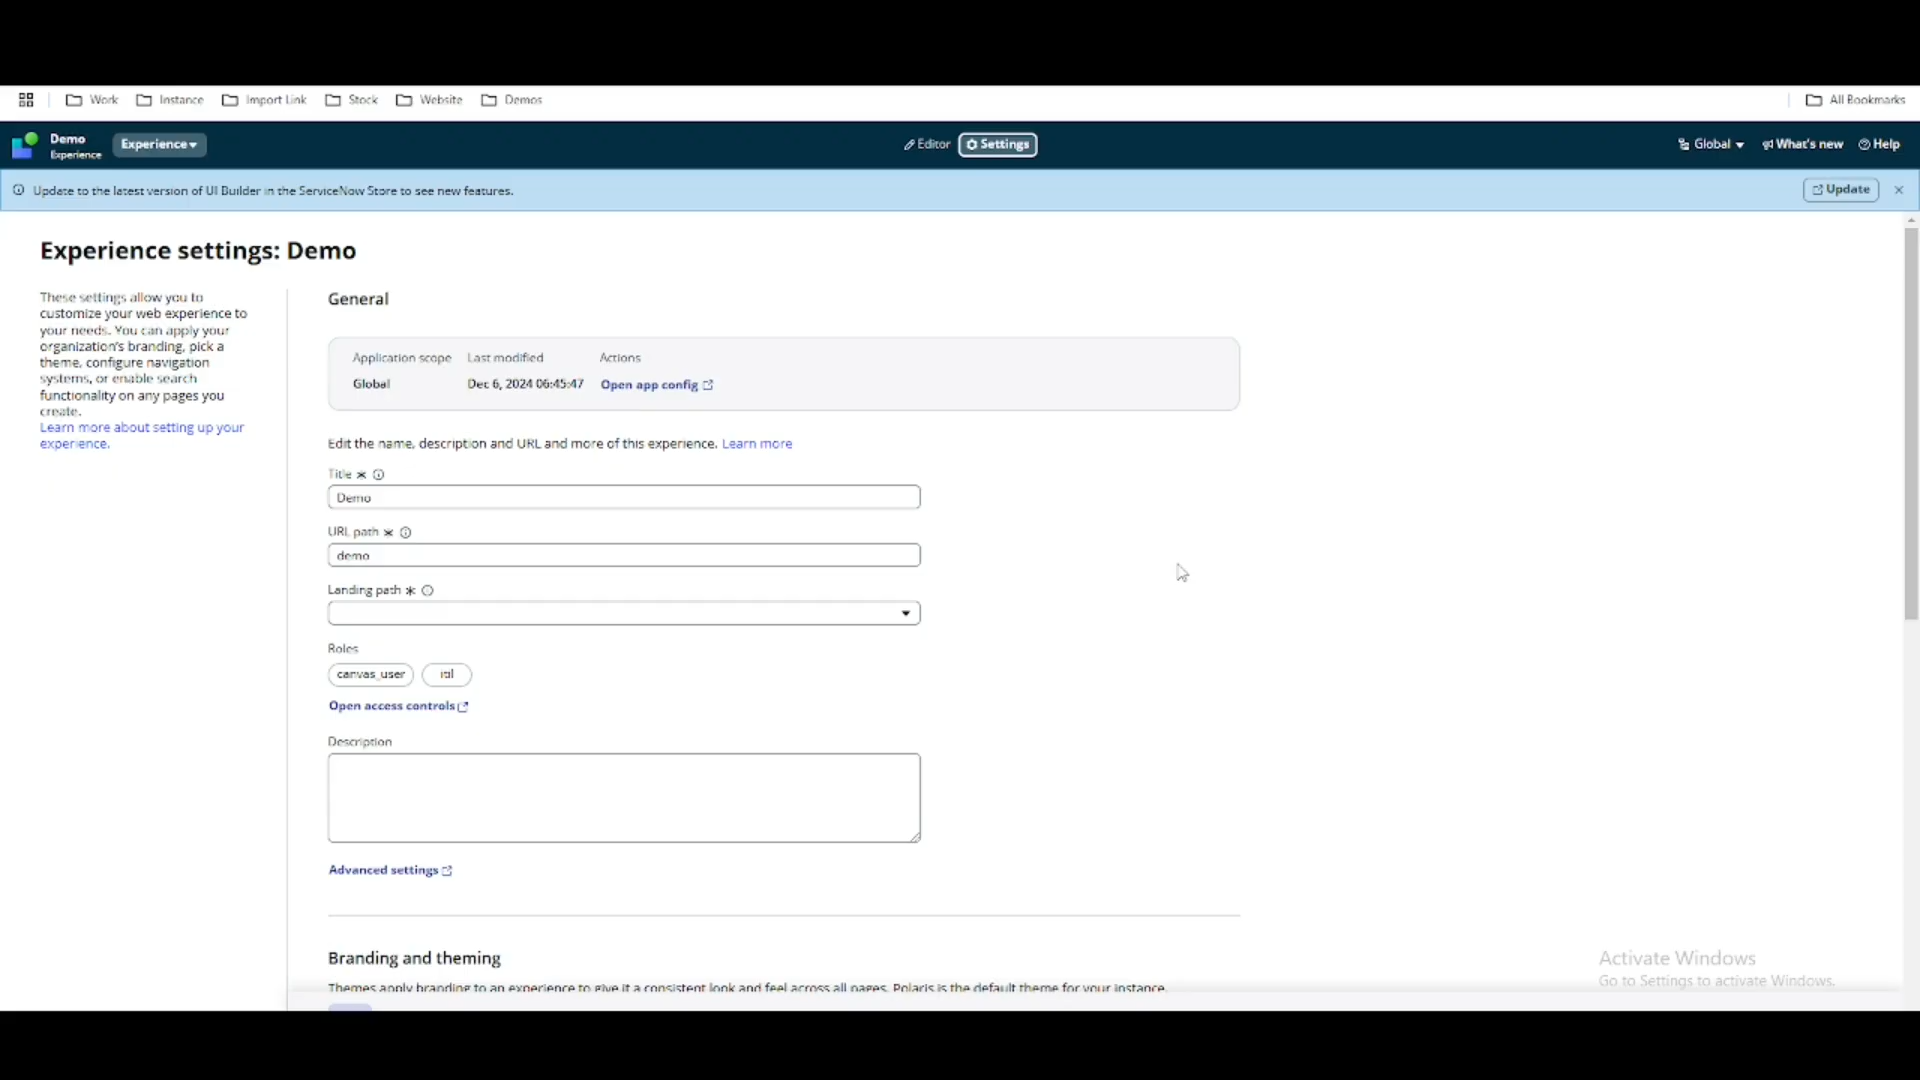 Work Instance Import Link Stock Website Demos All Bookmarks
Demo
Experience
Experience Editor Settings Global What's new Help
Update to the latest version of UI Builder in the ServiceNow Store to see new features. Update
Experience settings: Demo
These settings allow you to
customize your web experience to
your needs. You can apply your
organization's branding, pick a
theme, configure navigation
systems, or enable search
functionality on any pages you
create.
Learn more about setting up your
experience.
General
Application scope Last modified Actions
Global Dec 6, 2024 06:45:47 Open app config
Edit the name, description and URL and more of this experience. Learn more
Title *
Demo
URL path *
demo
Landing path *
Roles
canvas_user itil
Open access controls
Description
Advanced settings
Branding and theming
Themes apply branding to an experience to give it a consistent look and feel across all pages. Polaris is the default theme for your instance.
Activate Windows
Go to Settings to activate Windows.